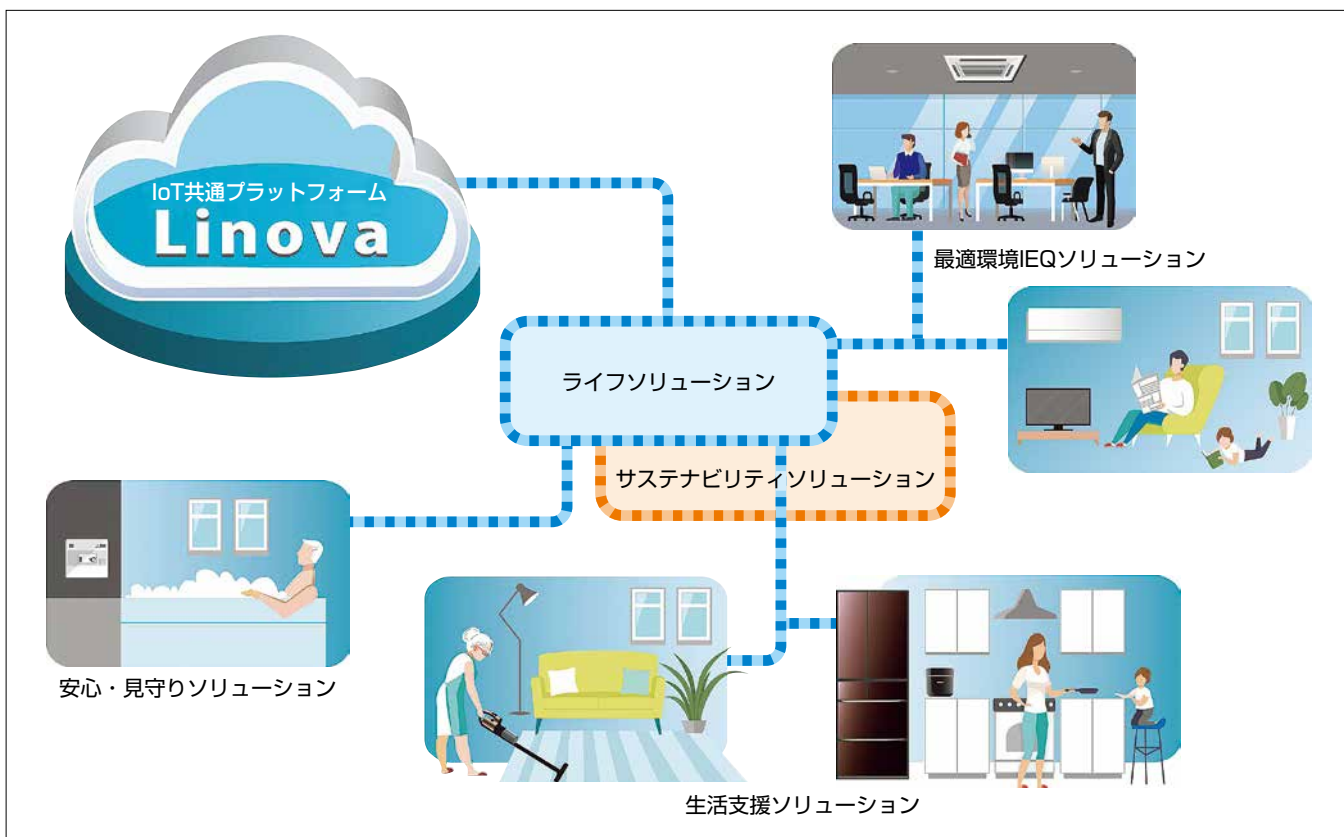 IoT共通プラットフォーム
Linova
最適環境IEQソリューション
ライフソリューション
サステナビリティソリューション
安心・見守りソリューション
生活支援ソリューション